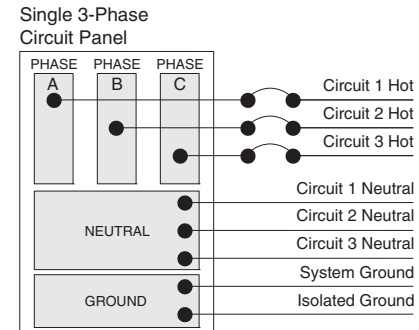 Single 3-Phase
Circuit Panel
PHASE PHASE PHASE
A B C
Circuit 1 Hot
Circuit 2 Hot
Circuit 3 Hot
Circuit 1 Neutral
NEUTRAL
Circuit 2 Neutral
Circuit 3 Neutral
System Ground
GROUND
Isolated Ground